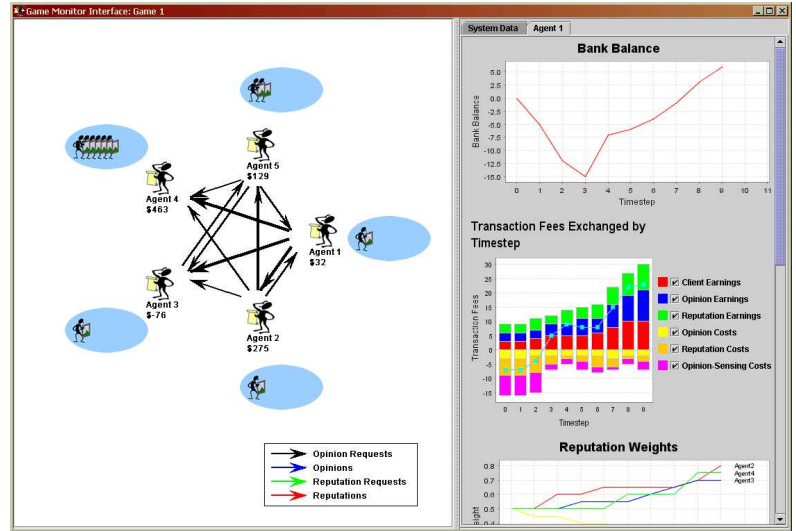 Game Monitor Interface: Game 1
Agent 5
$129
Agent 4
$463
Agent 1
$32
Agent 3
$-76
Agent 2
$275
Opinion Requests
Opinions
Reputation Requests
Reputations
System Data
Agent 1
Bank Balance
Bank Balance
5.0
2.5
0.0
-2.5
-5.0
-7.5
-10.0
-12.5
-15.0
0 1 2 3 4 5 6 7 8 9 10 11
Timestep
Transaction Fees Exchanged by
Timestep
Transaction Fees
30
25
20
15
10
5
0
-5
-10
-15
0 1 2 3 4 5 6 7 8 9
Timestep
Client Earnings
Opinion Earnings
Reputation Earnings
Opinion Costs
Reputation Costs
Opinion-Sensing Costs
Reputation Weights
0.8
0.7
0.6
0.5
0.4
Agent2
Agent4
Agent3